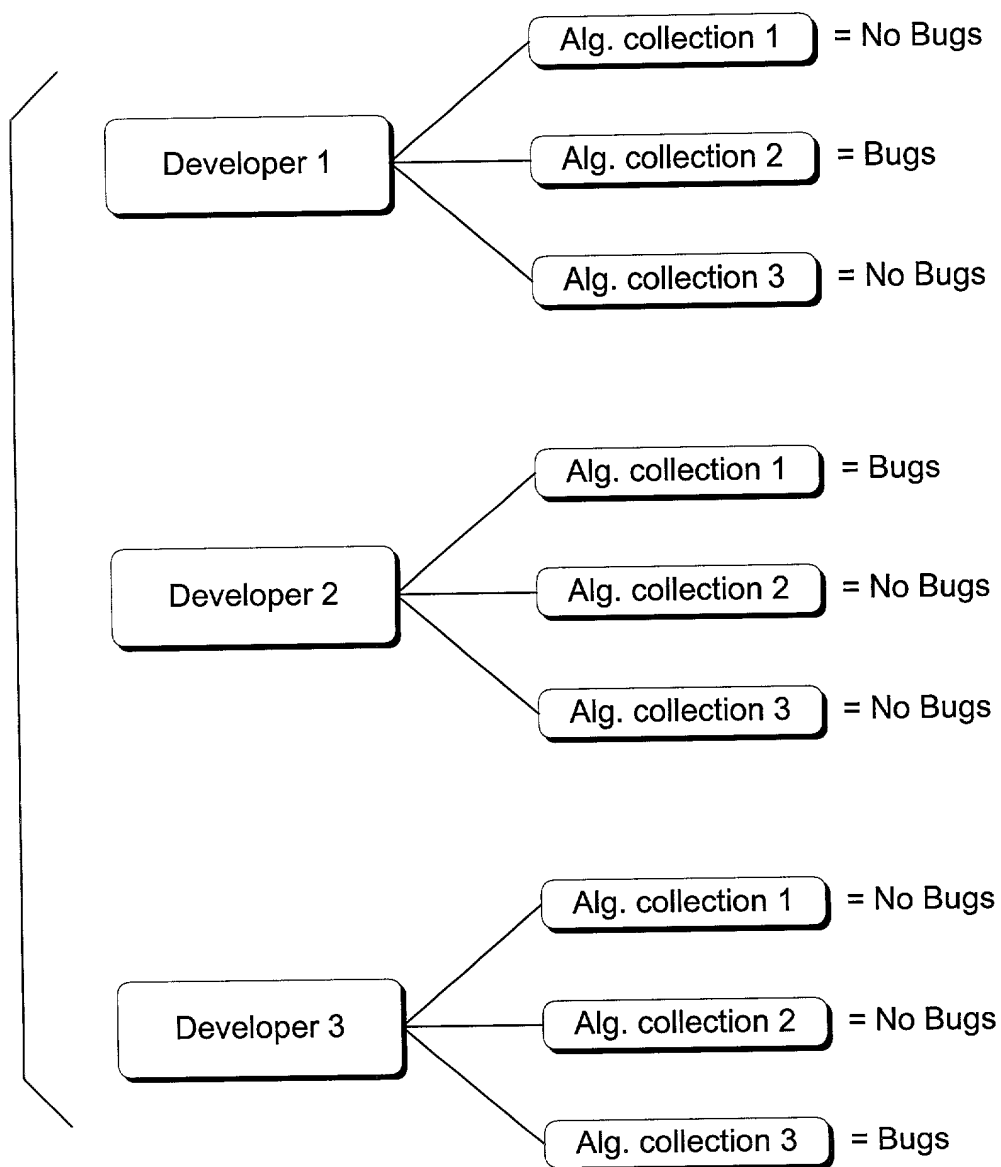 Alg. collection 1 = No Bugs
Developer 1
Alg. collection 2 = Bugs
Alg. collection 3 = No Bugs
Alg. collection 1 = Bugs
Developer 2
Alg. collection 2 = No Bugs
Alg. collection 3 = No Bugs
Alg. collection 1 = No Bugs
Developer 3
Alg. collection 2 = No Bugs
Alg. collection 3 = Bugs